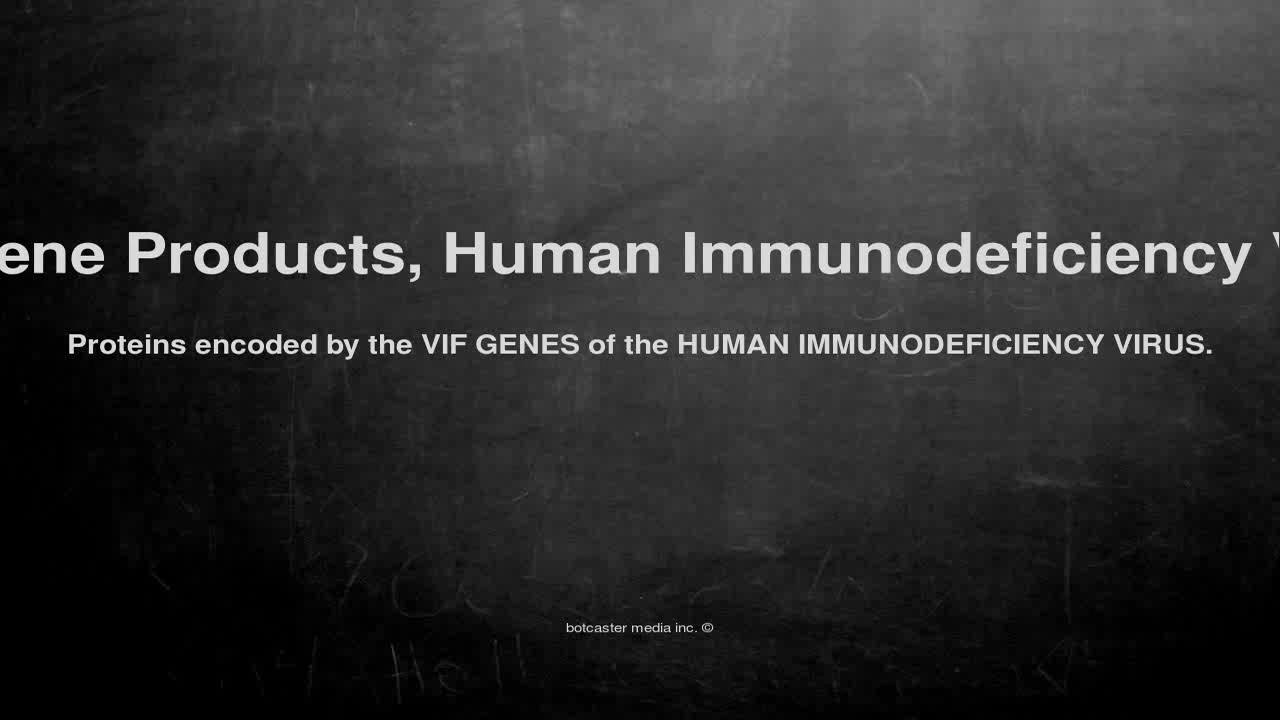 ene Products, Human Immunodeficiency
Proteins encoded by the VIF GENES of the HUMAN IMMUNODEFICIENCY VIRUS.
botcaster media inc. ©